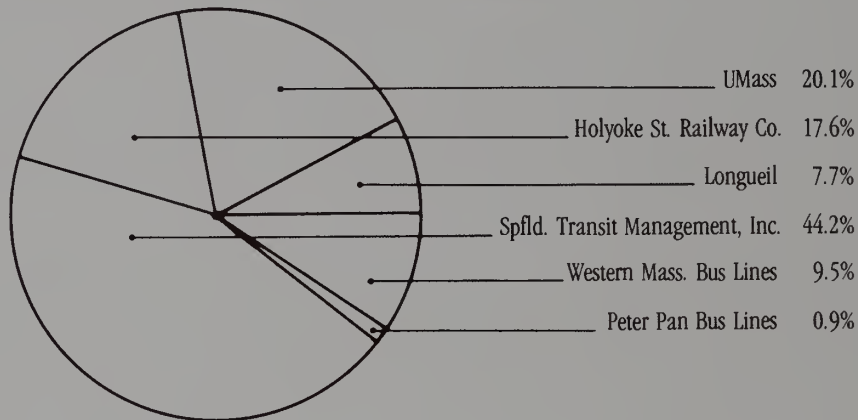 UMass 20.1%
Holyoke St. Railway Co. 17.6%
Longueil 7.7%
Spfld. Transit Management, Inc. 44.2%
Western Mass. Bus Lines 9.5%
Peter Pan Bus Lines 0.9%